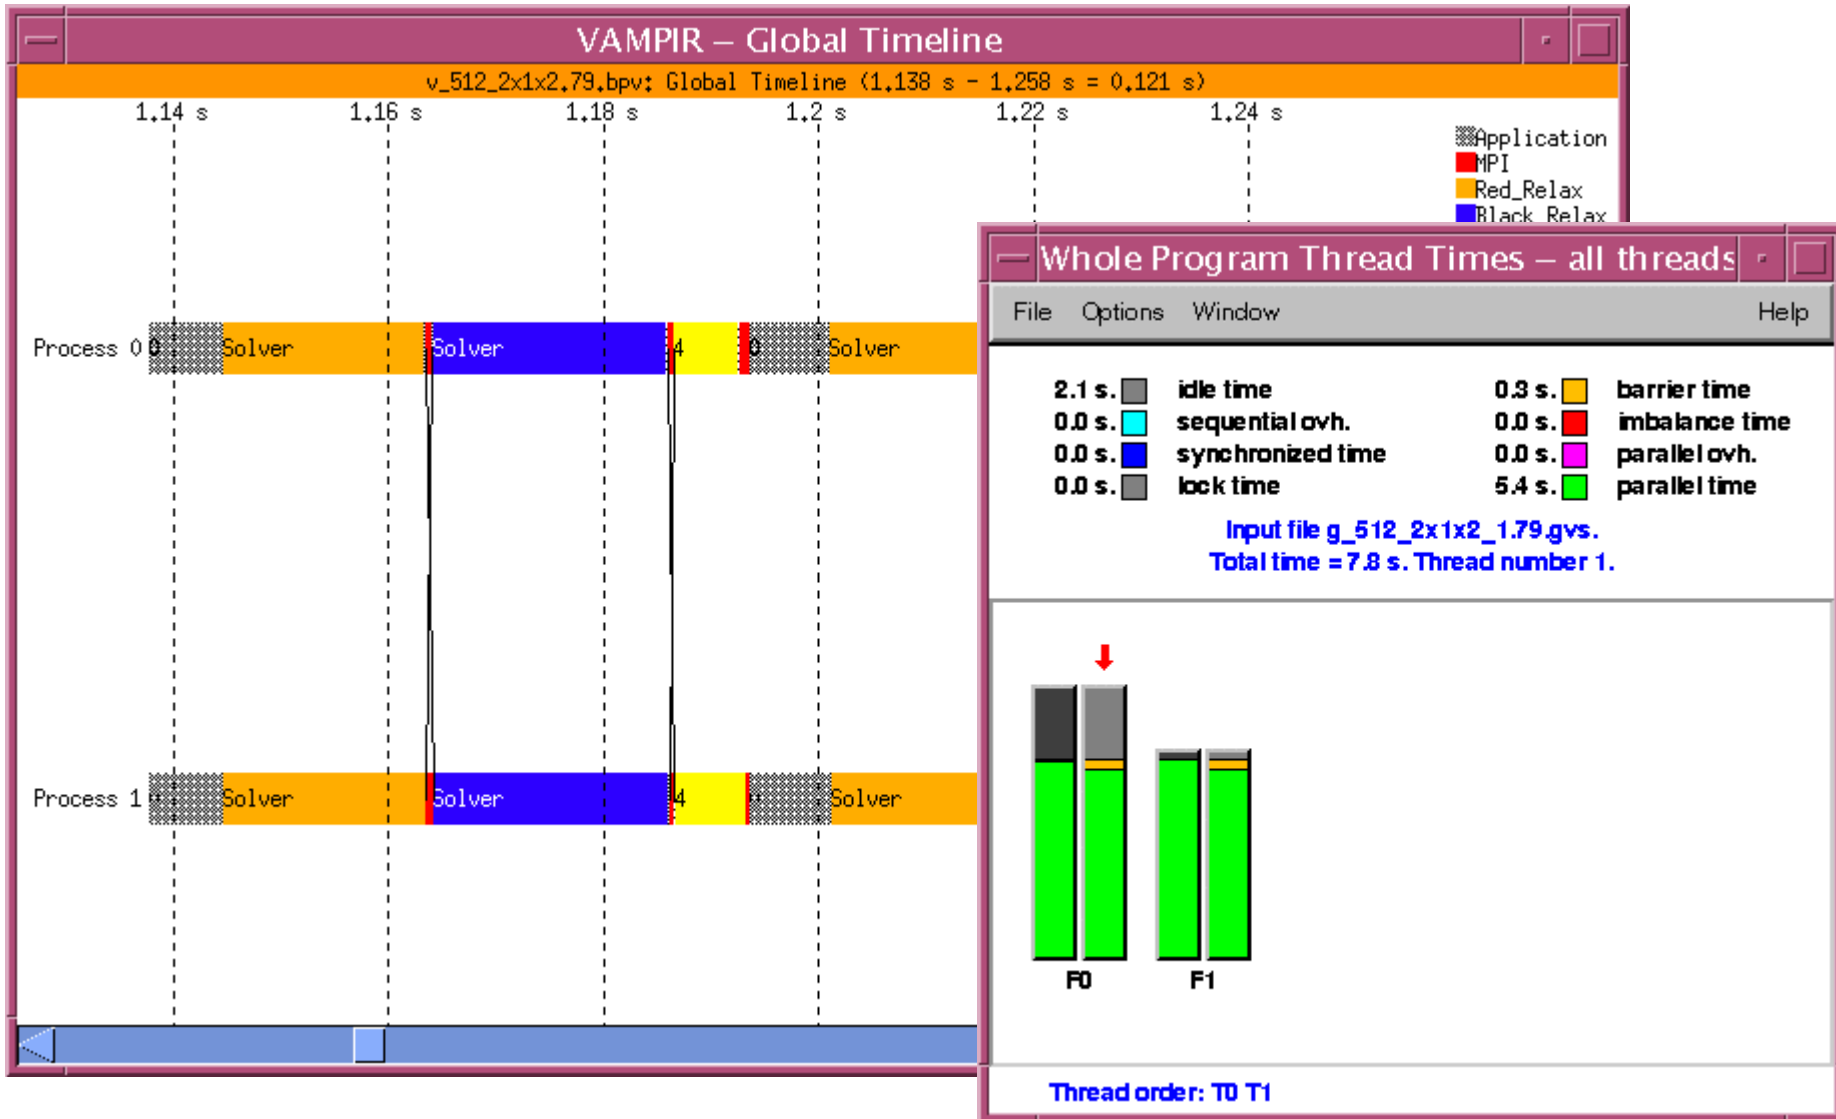 VAMPIR – Global Timeline
v_512_2x1x2.79.bpv: Global Timeline (1.138 s - 1.258 s = 0.121 s)
1.14 s 1.16 s 1.18 s 1.2 s 1.22 s 1.24 s
Application
MPI
Red_Relax
Black_Relax
Process 0 0 Solver Solver 4 0 Solver
Process 1 Solver Solver 4 Solver
Whole Program Thread Times – all threads
File Options Window Help
2.1 s. idle time 0.3 s. barrier time
0.0 s. sequential ovh. 0.0 s. imbalance time
0.0 s. synchronized time 0.0 s. parallel ovh.
0.0 s. lock time 5.4 s. parallel time
Input file g_512_2x1x2_1.79.gvs.
Total time = 7.8 s. Thread number 1.
F0 F1
Thread order: T0 T1